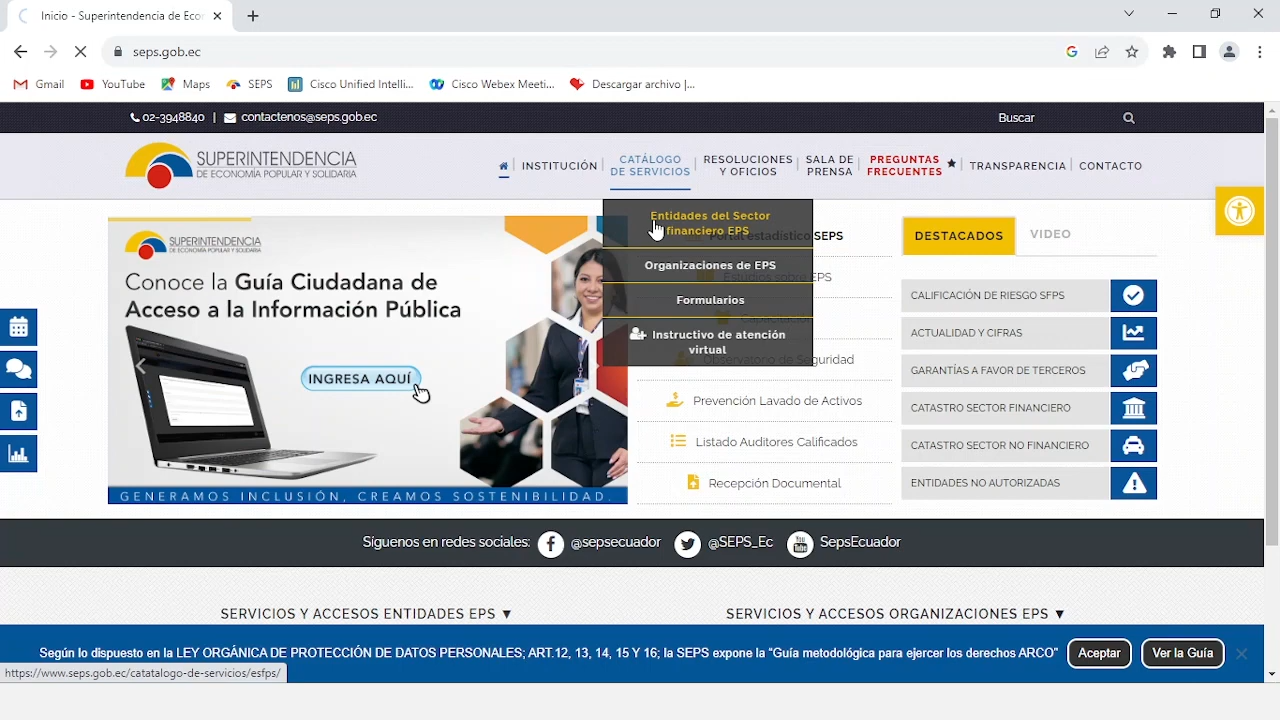 Inicio - Superintendencia de Eco
seps.gob.ec
Gmail
YouTube
Maps
SEPS
Cisco Unified Intelli...
Cisco Webex Meeti...
Descargar archivo |...
02-3948840 | contactenos@seps.gob.ec
Buscar
SUPERINTENDENCIA
DE ECONOMÍA POPULAR Y SOLIDARIA
INSTITUCIÓN
CATÁLOGO
DE SERVICIOS
RESOLUCIONES
Y OFICIOS
SALA DE
PRENSA
PREGUNTAS
FRECUENTES
TRANSPARENCIA
CONTACTO
SUPERINTENDENCIA
DE ECONOMÍA POPULAR Y SOLIDARIA
Conoce la Guía Ciudadana de
Acceso a la Información Pública
INGRESA AQUÍ
GENERAMOS INCLUSIÓN, CREAMOS SOSTENIBILIDAD.
Entidades del Sector
financiero EPS
Organizaciones de EPS
Formularios
Instructivo de atención
virtual
Portal estadístico SEPS
Estudios sobre EPS
Observatorio de Seguridad
Prevención Lavado de Activos
Listado Auditores Calificados
Recepción Documental
DESTACADOS
VIDEO
CALIFICACIÓN DE RIESGO SFPS
ACTUALIDAD Y CIFRAS
GARANTÍAS A FAVOR DE TERCEROS
CATASTRO SECTOR FINANCIERO
CATASTRO SECTOR NO FINANCIERO
ENTIDADES NO AUTORIZADAS
Síguenos en redes sociales: @sepsecuador @SEPS_Ec SepsEcuador
SERVICIOS Y ACCESOS ENTIDADES EPS ▼
SERVICIOS Y ACCESOS ORGANIZACIONES EPS ▼
Según lo dispuesto en la LEY ORGÁNICA DE PROTECCIÓN DE DATOS PERSONALES; ART.12, 13, 14, 15 Y 16; la SEPS expone la "Guía metodológica para ejercer los derechos ARCO"
Aceptar
Ver la Guía
https://www.seps.gob.ec/catatalogo-de-servicios/esfps/